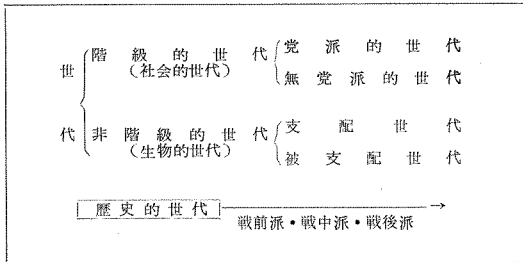 階級的世代 党派的世代
(社会的世代) 無党派的世代
世
代 非階級的世代 支配世代
(生物的世代) 被支配世代
歴史的世代 →
戦前派・戦中派・戦後派